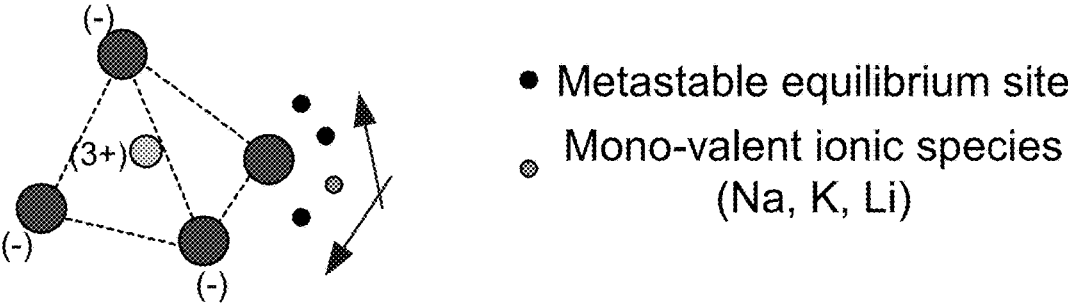 (-)
(3+)
(-)
(-)
Metastable equilibrium site
Mono-valent ionic species
(Na, K, Li)